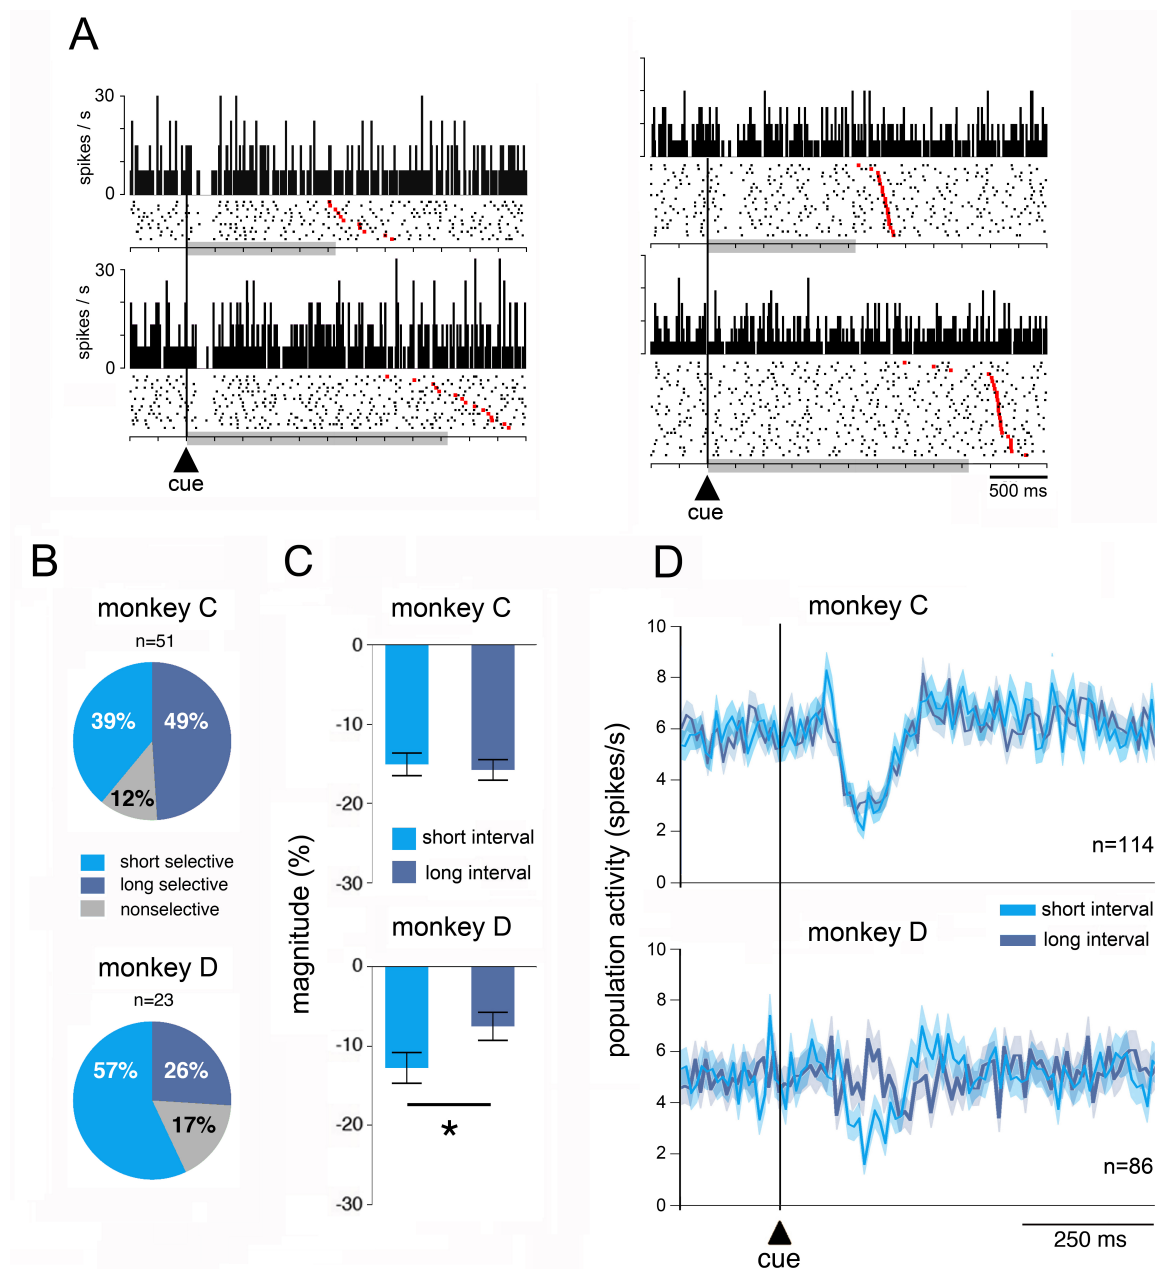 A
30
spikes / s
0
30
spikes / s
0
cue
500 ms
cue
B
monkey C
n=51
39%
49%
12%
short selective
long selective
nonselective
monkey D
n=23
57%
26%
17%
C
monkey C
magnitude (%)
0
-10
-20
-30
short interval
long interval
monkey D
0
-10
-20
-30
*
D
monkey C
population activity (spikes/s)
10
8
6
4
2
0
n=114
short interval
long interval
monkey D
10
8
6
4
2
0
n=86
cue
250 ms